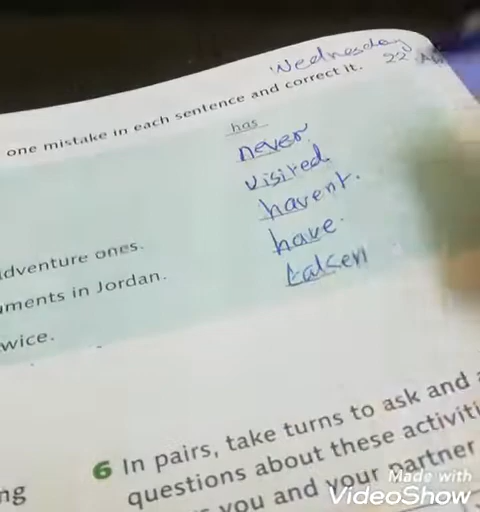 Wednesday
22
one mistake in each sentence and correct it.
has
never
visited.
havent.
have.
taken
adventure ones.
uments in Jordan.
wice.
6 In pairs, take turns to ask and
questions about these activiti
you and your partner
ng
Made with
VideoShow